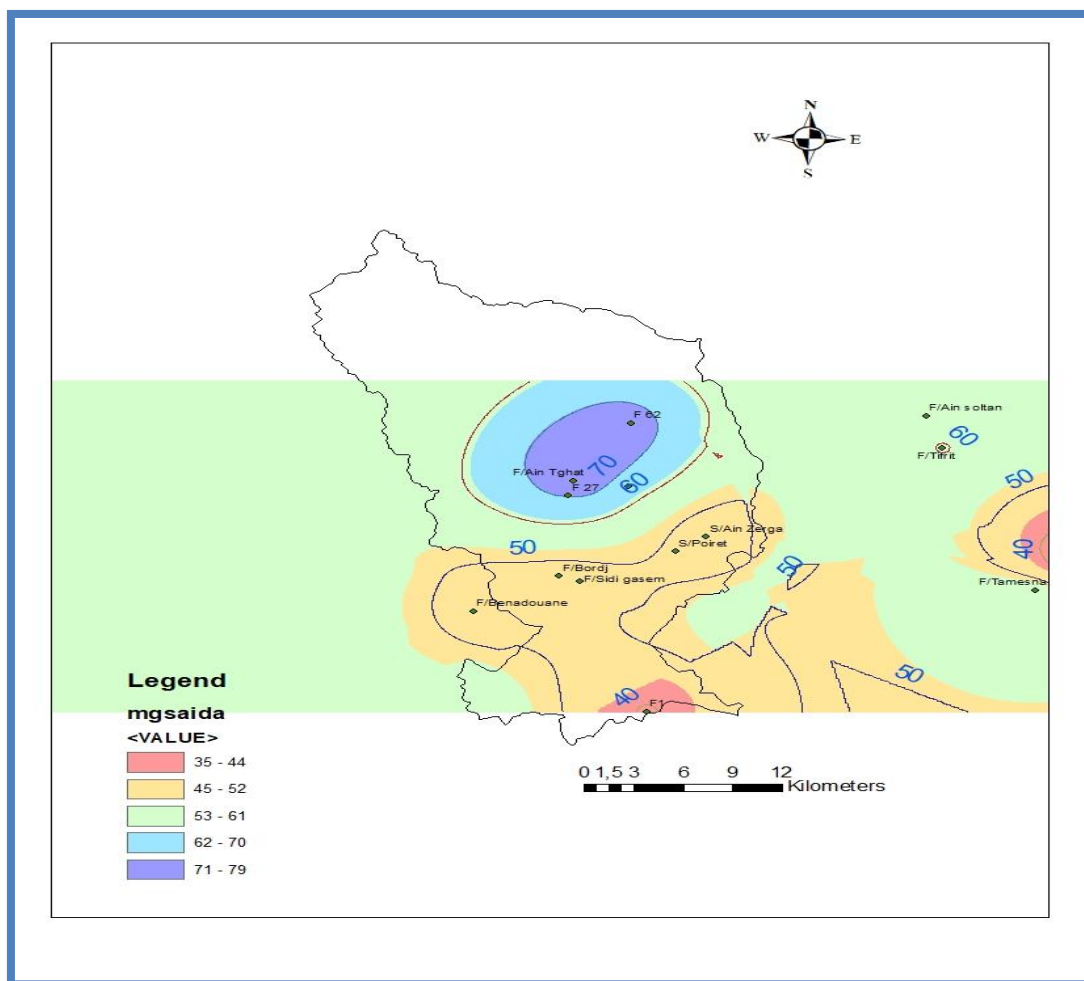 N
W E
S
F 62
F/Ain soltan
60
F/Tifrit
F/Ain Tghat
70
F 27
60
50
S/Ain Zerga
50
S/Poiret
40
50
F/Bordj
F/Sidi gasem
F/Tamesna
F/Benadouane
50
40
F1
Legend
mgsaida
<VALUE>
35 - 44
45 - 52
53 - 61
62 - 70
71 - 79
0 1,5 3 6 9 12
Kilometers